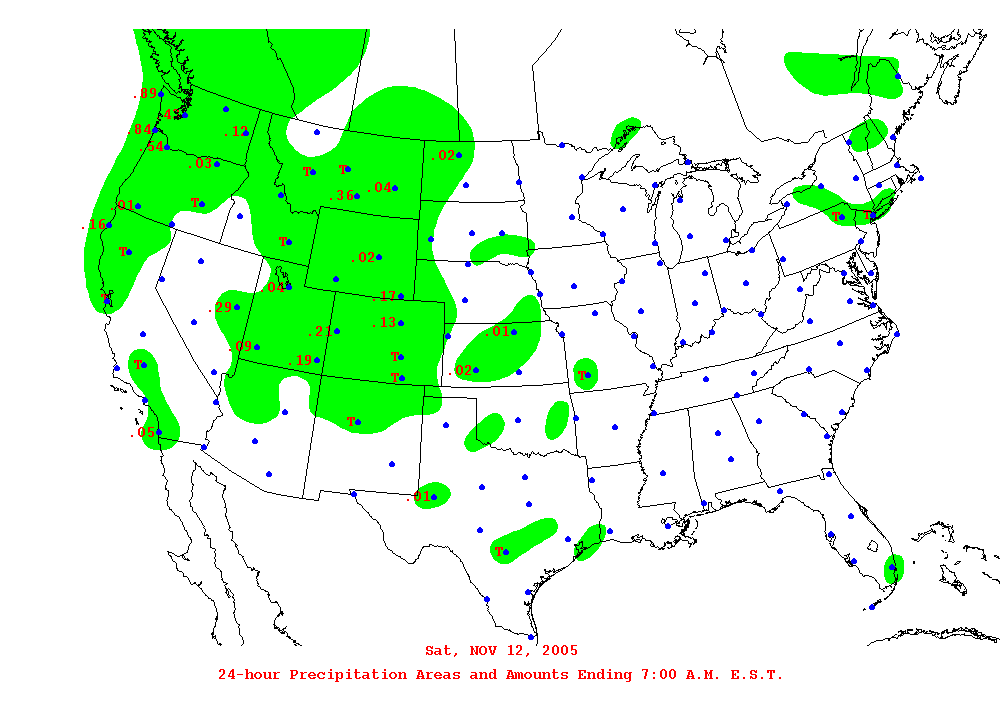 .89
.42
.84
.54
.12
.02
.03
T T
.36 .04
.01 T
T T
.16
T T
.02
.04
T .17
.29
.13
.21 .01
.09
.19 T
T .02
T T
T
.05
.01
T
Sat, NOV 12, 2005
24-hour Precipitation Areas and Amounts Ending 7:00 A.M. E.S.T.